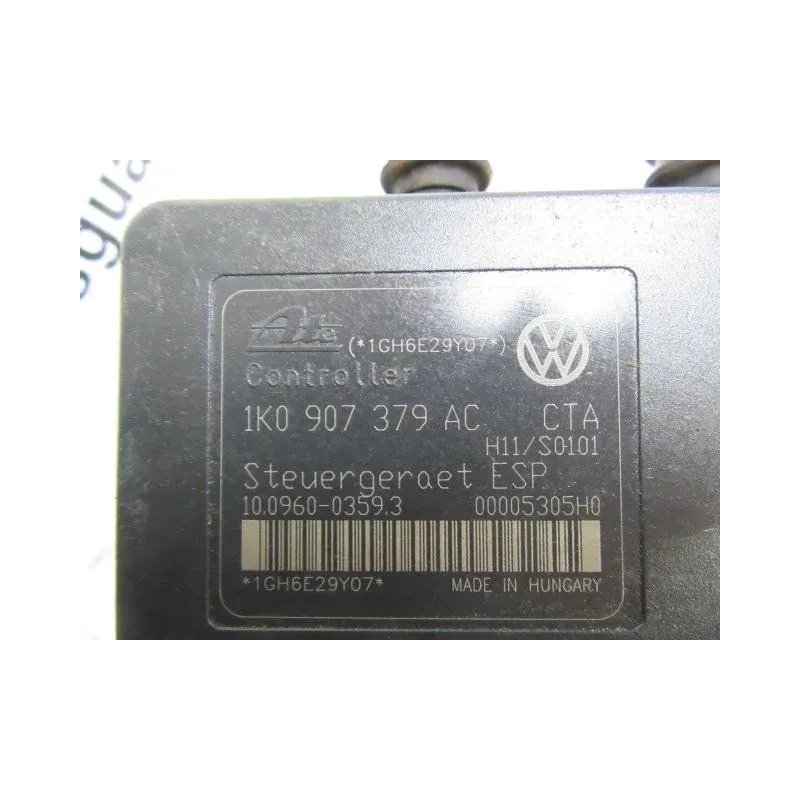 Ate (*1GH6E29Y07*)
Controller
1K0 907 379 AC CTA
H11/S0101
Steuergeraet ESP
10.0960-0359.3 00005305H0
*1GH6E29Y07* MADE IN HUNGARY